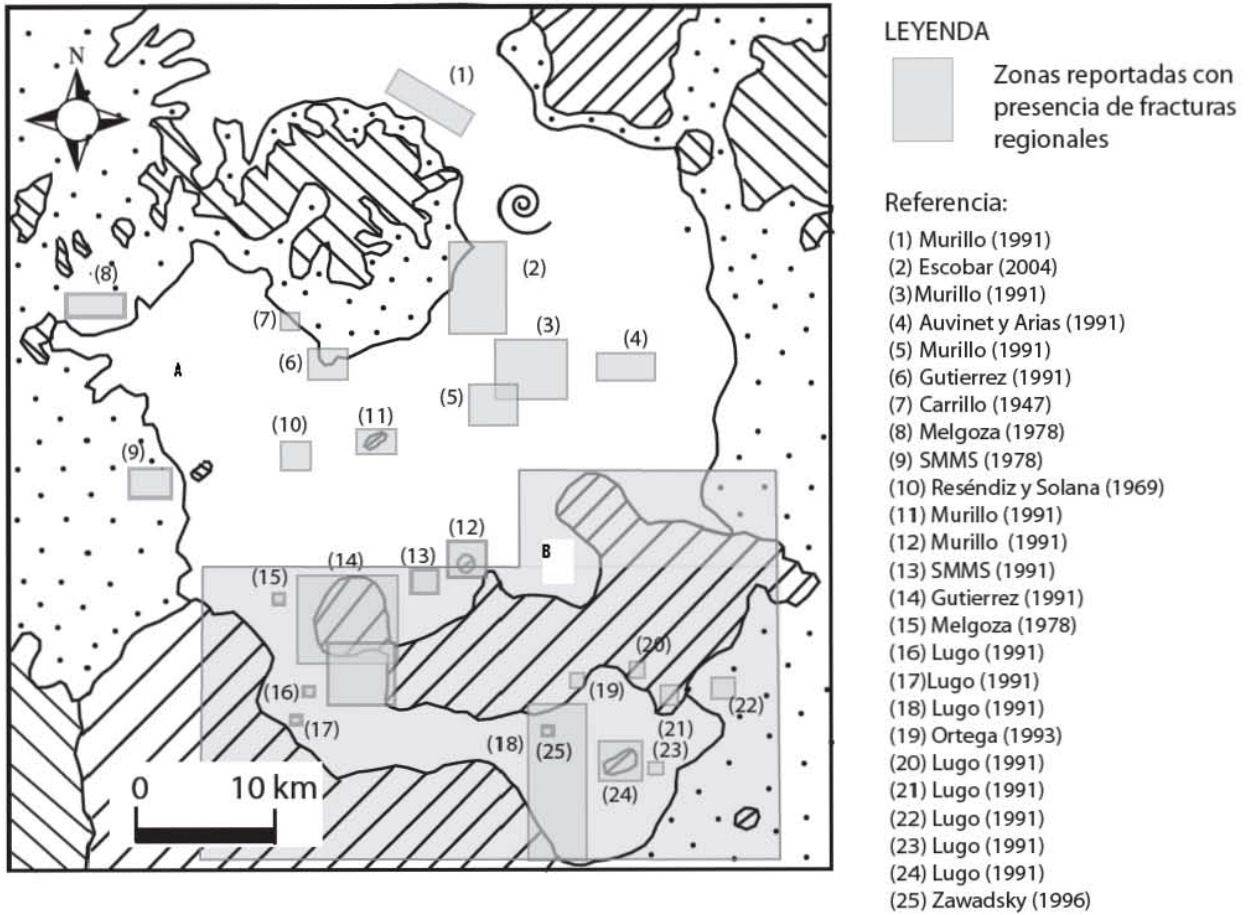 LEYENDA
Zonas reportadas con
presencia de fracturas
regionales
Referencia:
(1) Murillo (1991)
(2) Escobar (2004)
(3)Murillo (1991)
(4) Auvinet y Arias (1991)
(5) Murillo (1991)
(6) Gutierrez (1991)
(7) Carrillo (1947)
(8) Melgoza (1978)
(9) SMMS (1978)
(10) Reséndiz y Solana (1969)
(11) Murillo (1991)
(12) Murillo (1991)
(13) SMMS (1991)
(14) Gutierrez (1991)
(15) Melgoza (1978)
(16) Lugo (1991)
(17)Lugo (1991)
(18) Lugo (1991)
(19) Ortega (1993)
(20) Lugo (1991)
(21) Lugo (1991)
(22) Lugo (1991)
(23) Lugo (1991)
(24) Lugo (1991)
(25) Zawadsky (1996)
N
(1)
(2)
(8)
(7)
(3)
(4)
(6)
A
(5)
(11)
(10)
(9)
(12)
B
(13)
(14)
(15)
(20)
(16)
(19)
(22)
(17)
(21)
(18)
(25)
(23)
(24)
0 10 km